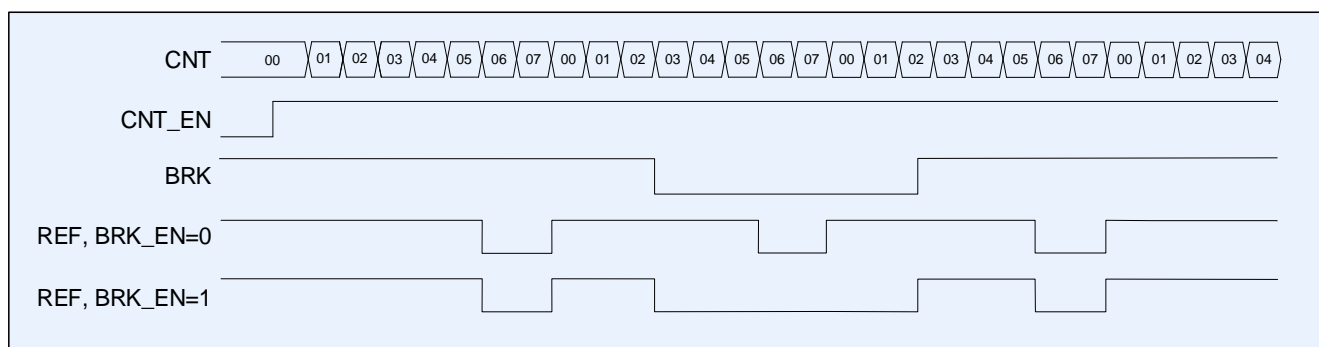 CNT 00 01 02 03 04 05 06 07 00 01 02 03 04 05 06 07 00 01 02 03 04 05 06 07 00 01 02 03 04
CNT_EN
BRK
REF, BRK_EN=0
REF, BRK_EN=1